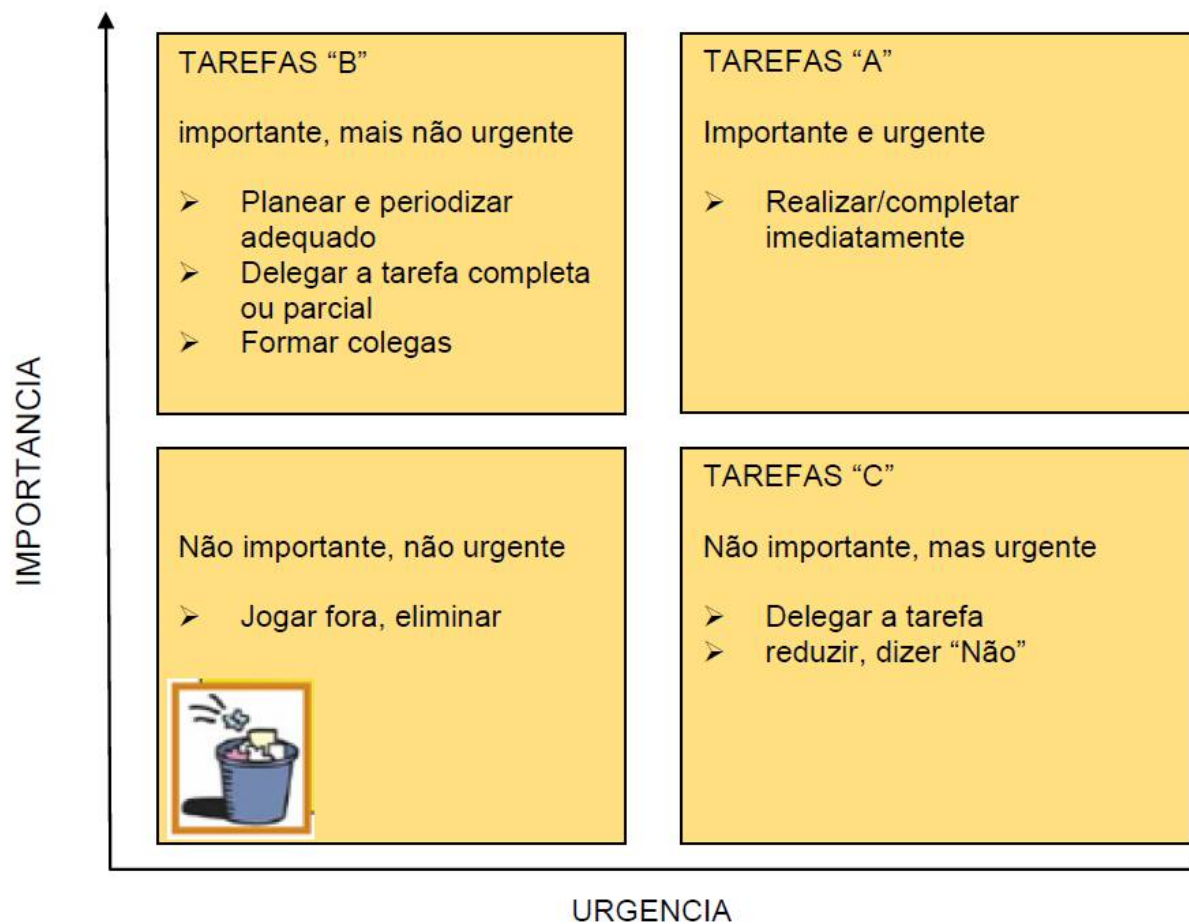 TAREFAS “B”
importante, mais não urgente
➢ Planear e periodizar
adequado
➢ Delegar a tarefa completa
ou parcial
➢ Formar colegas
TAREFAS “A”
Importante e urgente
➢ Realizar/completar
imediatamente
IMPORTANCIA
Não importante, não urgente
➢ Jogar fora, eliminar
TAREFAS “C”
Não importante, mas urgente
➢ Delegar a tarefa
➢ reduzir, dizer “Não”
URGENCIA